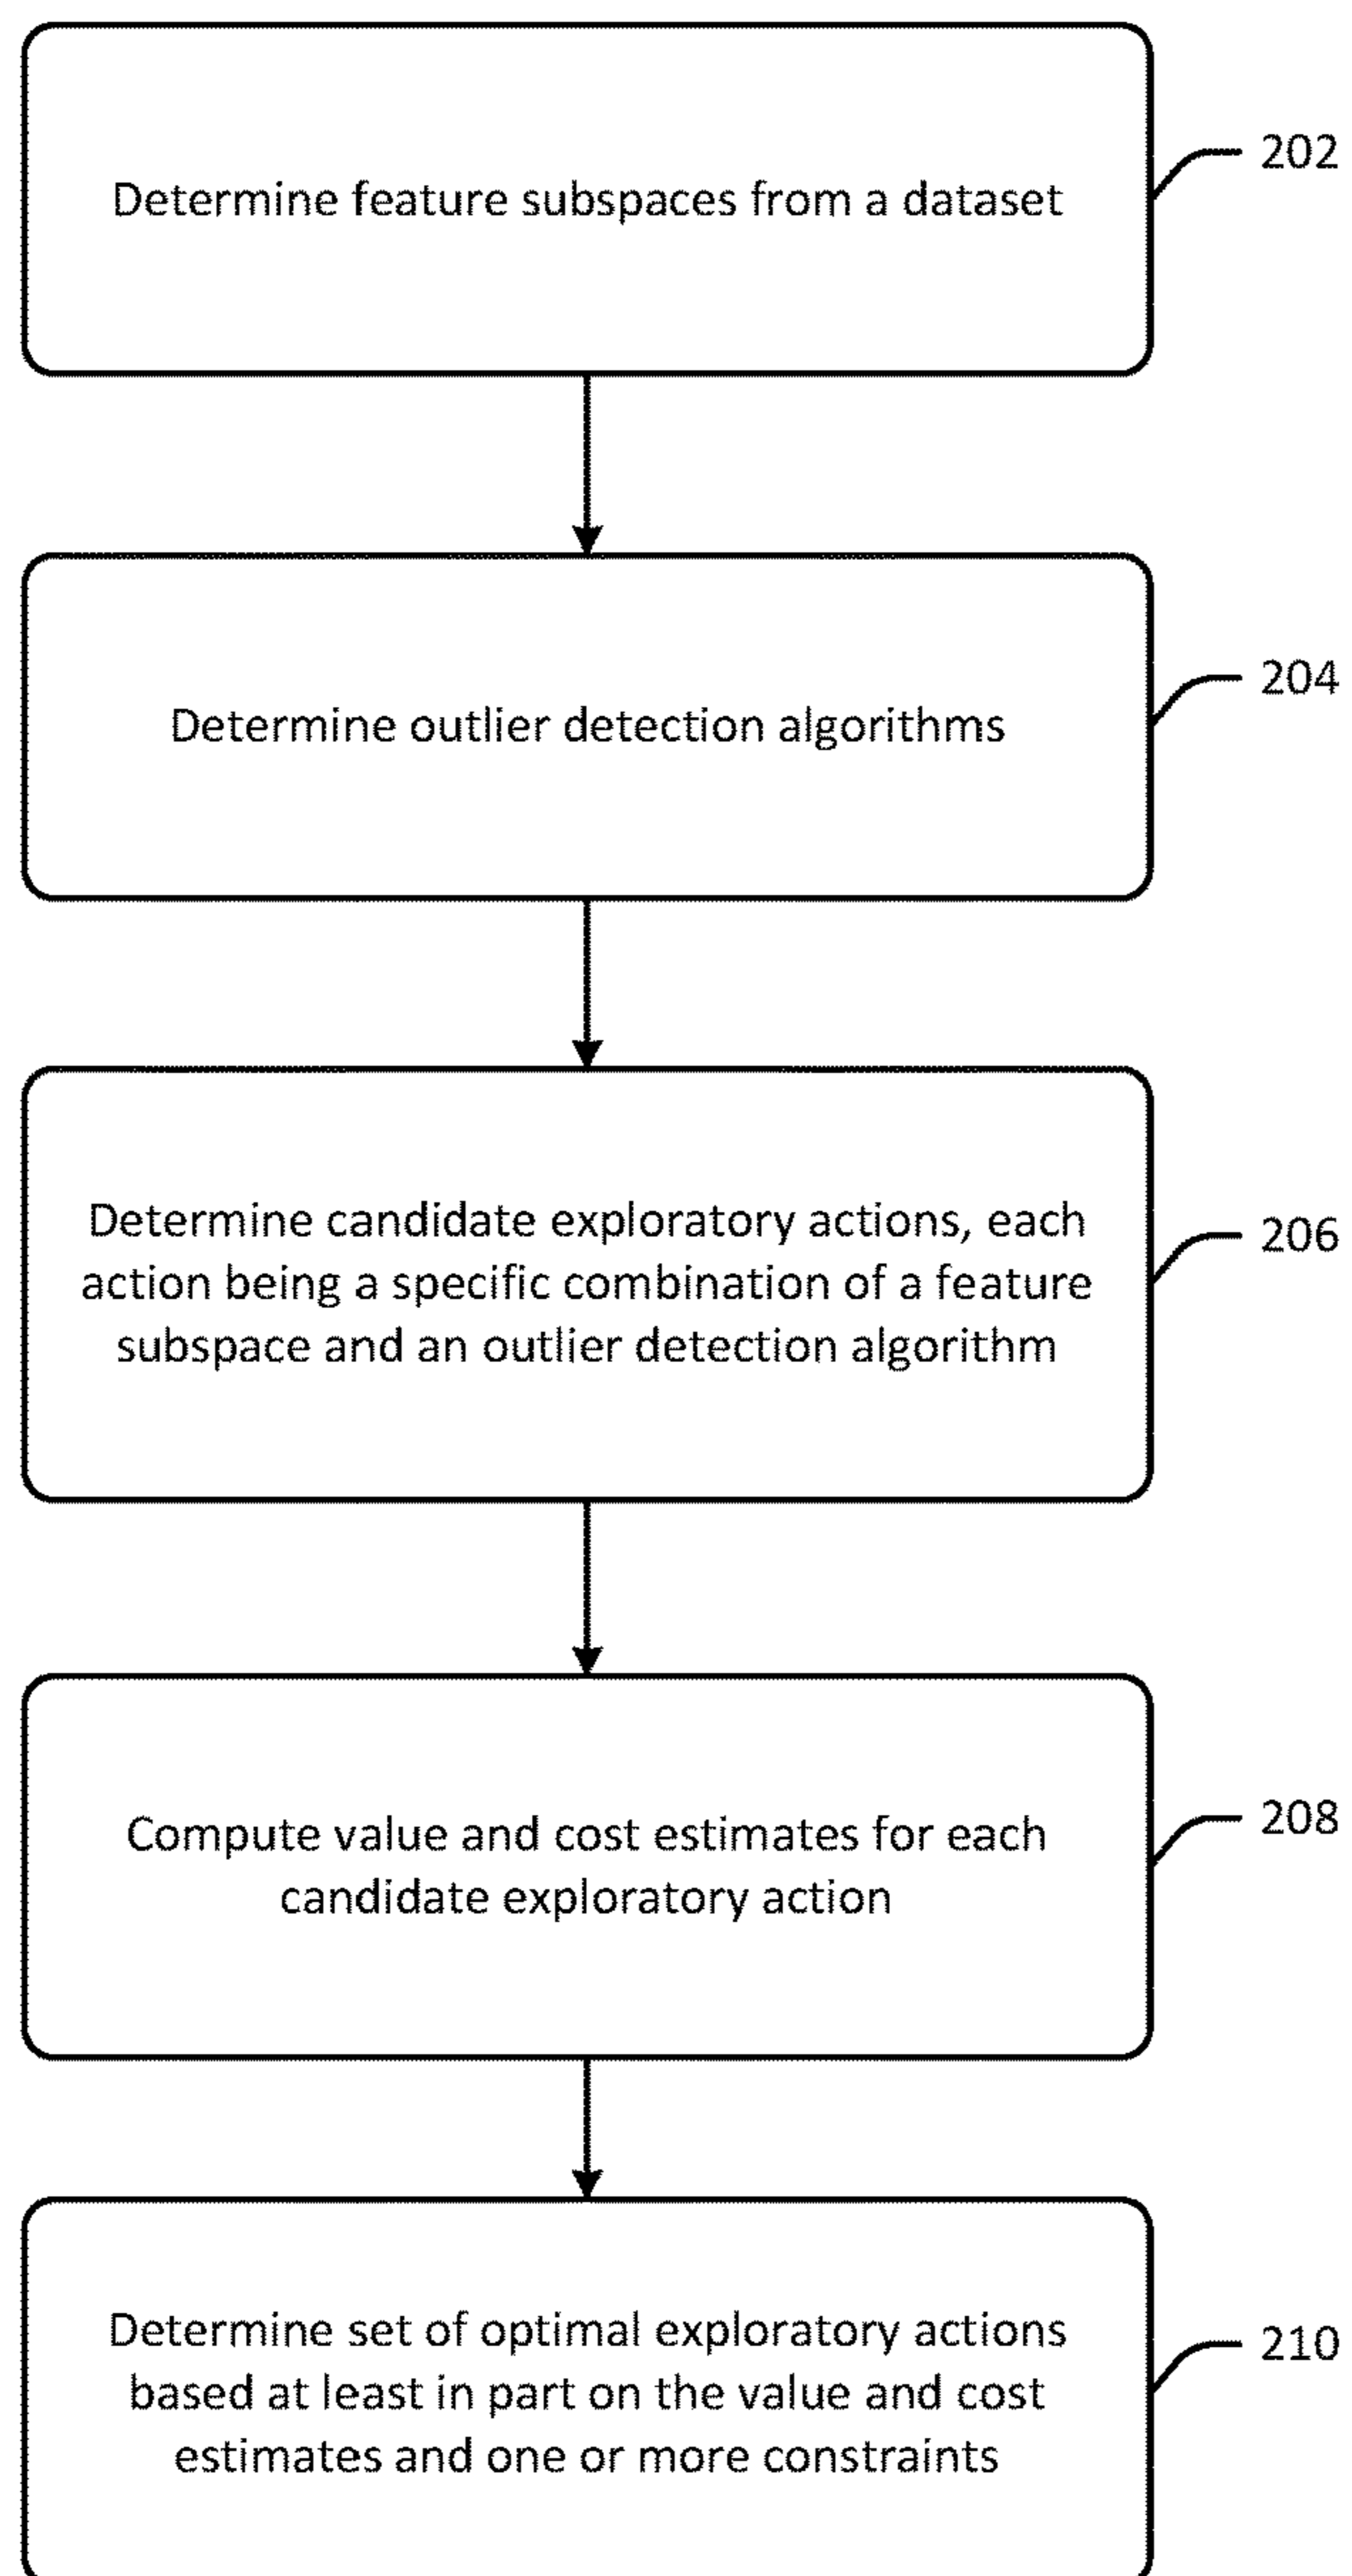 Determine feature subspaces from a dataset
202
Determine outlier detection algorithms
204
Determine candidate exploratory actions, each
action being a specific combination of a feature
subspace and an outlier detection algorithm
206
Compute value and cost estimates for each
candidate exploratory action
208
Determine set of optimal exploratory actions
based at least in part on the value and cost
estimates and one or more constraints
210